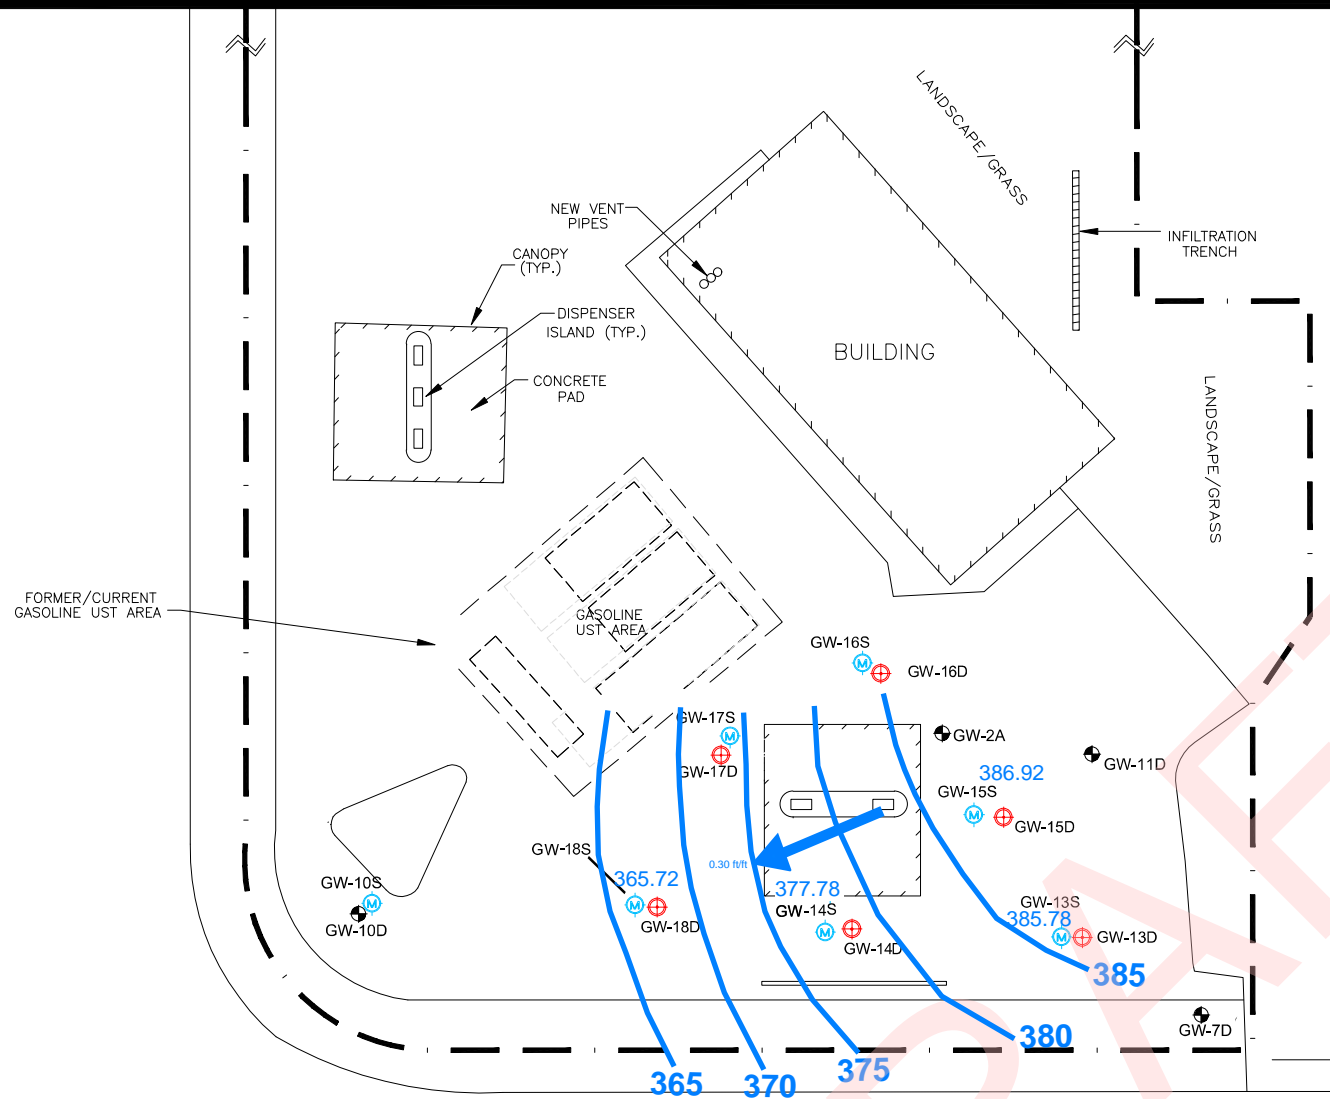 LANDSCAPE/GRASS
NEW VENT
PIPES
INFILTRATION
TRENCH
CANOPY
(TYP.)
DISPENSER
ISLAND (TYP.)
BUILDING
CONCRETE
PAD
LANDSCAPE/GRASS
FORMER/CURRENT
GASOLINE UST AREA
GASOLINE
UST AREA
GW-16S
M
GW-16D
GW-17S
M
GW-17D
GW-2A
GW-11D
386.92
GW-15S
M
GW-15D
GW-18S
0.30 ft/ft
365.72
M
GW-18D
377.78
GW-14S
M
GW-14D
GW-10S
M
GW-10D
GW-13S
385.78
M
GW-13D
385
GW-7D
380
375
370
365